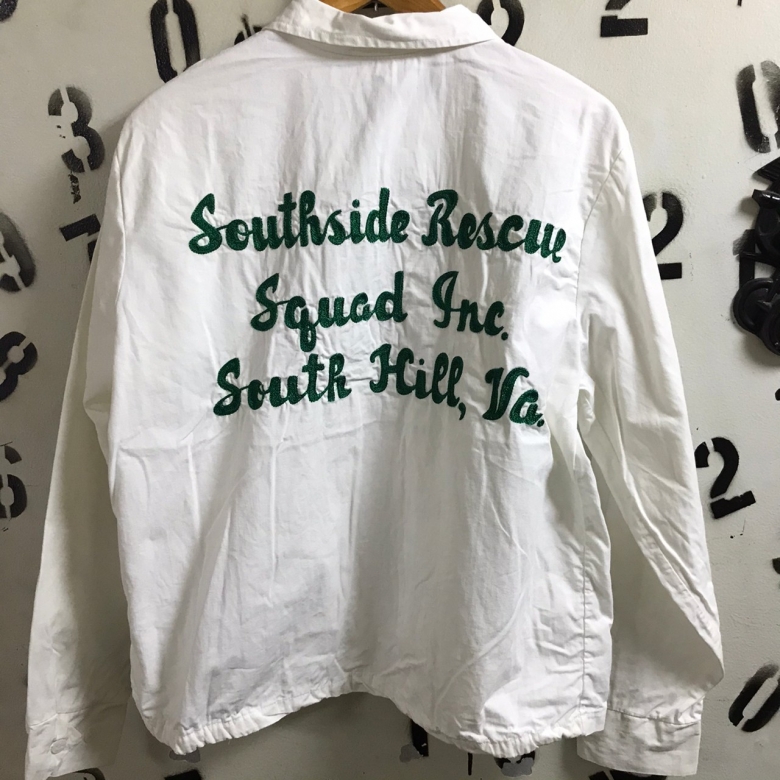 Southside Rescue
Squad Inc.
South Hill, Va.